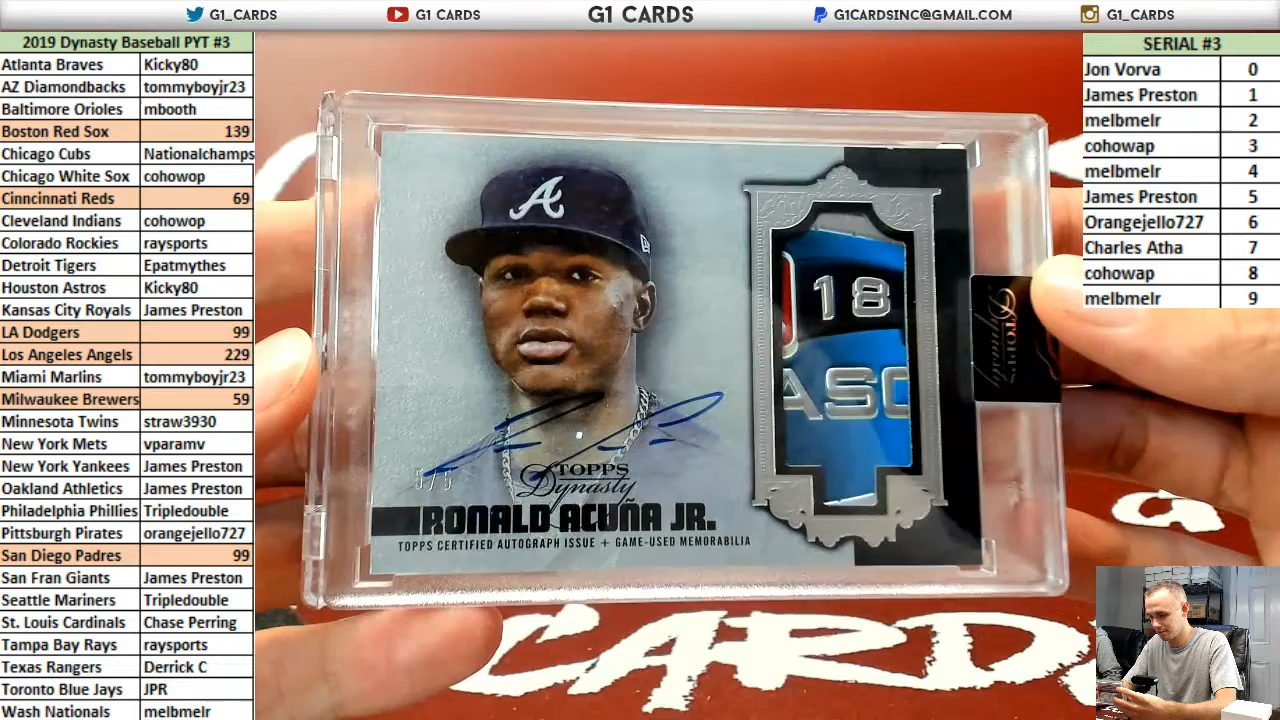 G1_CARDS
G1 CARDS
G1 CARDS
G1CARDSINC@GMAIL.COM
G1_CARDS
2019 Dynasty Baseball PYT #3
Atlanta Braves Kicky80
AZ Diamondbacks tommyboyjr23
Baltimore Orioles mbooth
Boston Red Sox 139
Chicago Cubs Nationalchamps
Chicago White Sox cohowop
Cinncinnati Reds 69
Cleveland Indians cohowop
Colorado Rockies raysports
Detroit Tigers Epatmythes
Houston Astros Kicky80
Kansas City Royals James Preston
LA Dodgers 99
Los Angeles Angels 229
Miami Marlins tommyboyjr23
Milwaukee Brewers 59
Minnesota Twins straw3930
New York Mets vparamv
New York Yankees James Preston
Oakland Athletics James Preston
Philadelphia Phillies Tripledouble
Pittsburgh Pirates orangejello727
San Diego Padres 99
San Fran Giants James Preston
Seattle Mariners Tripledouble
St. Louis Cardinals Chase Perring
Tampa Bay Rays raysports
Texas Rangers Derrick C
Toronto Blue Jays JPR
Wash Nationals melbmelr
A
18
ASO
5/5
TOPPS
Dynasty
RONALD ACUÑA JR.
TOPPS CERTIFIED AUTOGRAPH ISSUE + GAME-USED MEMORABILIA
TOPPS
Dynasty
CARDS
SERIAL #3
Jon Vorva 0
James Preston 1
melbmelr 2
cohowap 3
melbmelr 4
James Preston 5
Orangejello727 6
Charles Atha 7
cohowap 8
melbmelr 9